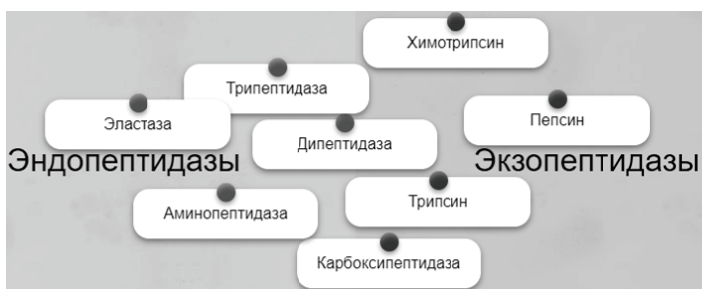 Химотрипсин
Трипептидаза
Эластаза
Пепсин
Дипептидаза
Эндопептидазы
Экзопептидазы
Аминопептидаза
Трипсин
Карбоксипептидаза